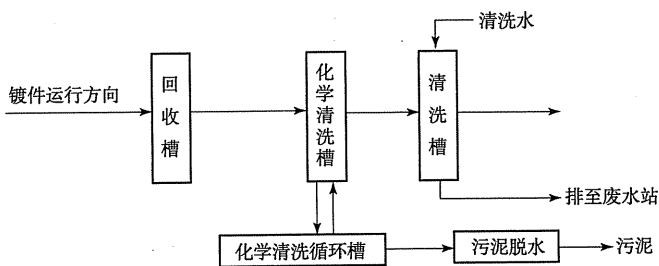 清洗水
镀件运行方向
回收槽
化学清洗槽
清洗槽
排至废水站
化学清洗循环槽
污泥脱水
污泥